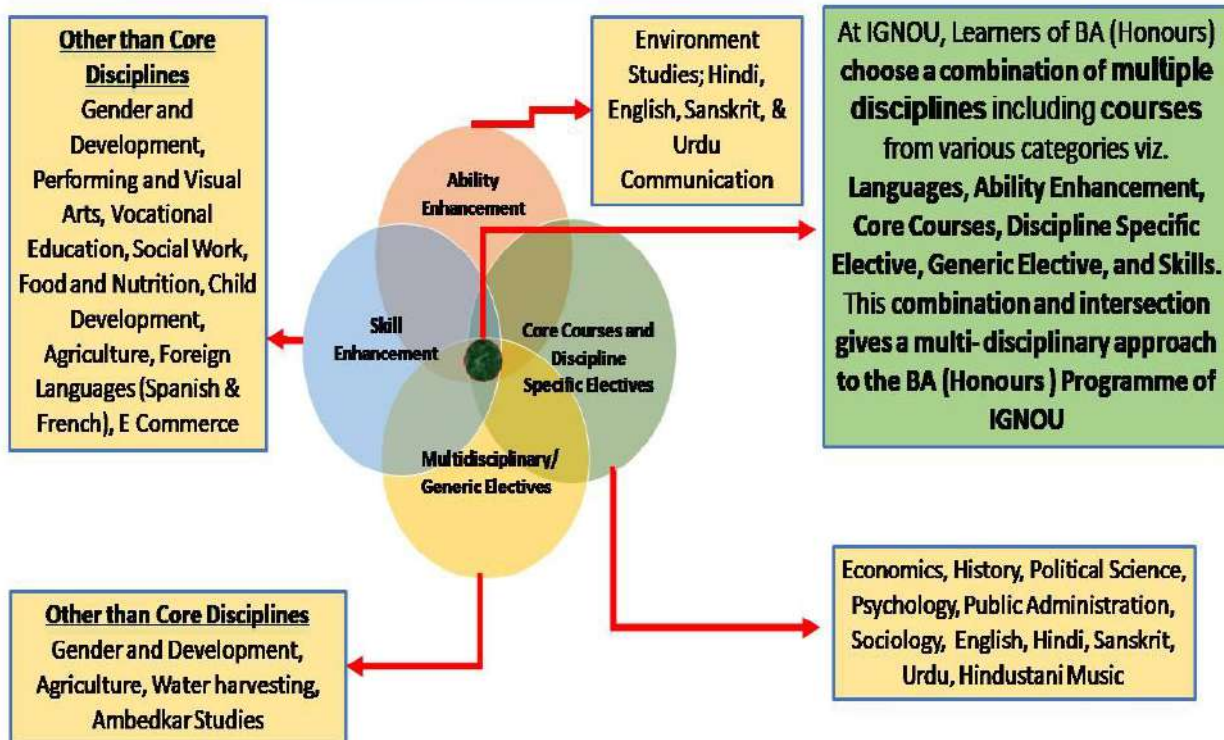 Other than Core
Disciplines
Gender and
Development,
Performing and Visual
Arts, Vocational
Education, Social Work,
Food and Nutrition, Child
Development,
Agriculture, Foreign
Languages (Spanish &
French), E Commerce
Environment
Studies; Hindi,
English, Sanskrit, &
Urdu
Communication
At IGNOU, Learners of BA (Honours)
choose a combination of multiple
disciplines including courses
from various categories viz.
Languages, Ability Enhancement,
Core Courses, Discipline Specific
Elective, Generic Elective, and Skills.
This combination and intersection
gives a multi- disciplinary approach
to the BA (Honours ) Programme of
IGNOU
Ability
Enhancement
Skill
Enhancement
Core Courses and
Discipline
Specific Electives
Multidisciplinary/
Generic Electives
Other than Core Disciplines
Gender and Development,
Agriculture, Water harvesting,
Ambedkar Studies
Economics, History, Political Science,
Psychology, Public Administration,
Sociology, English, Hindi, Sanskrit,
Urdu, Hindustani Music